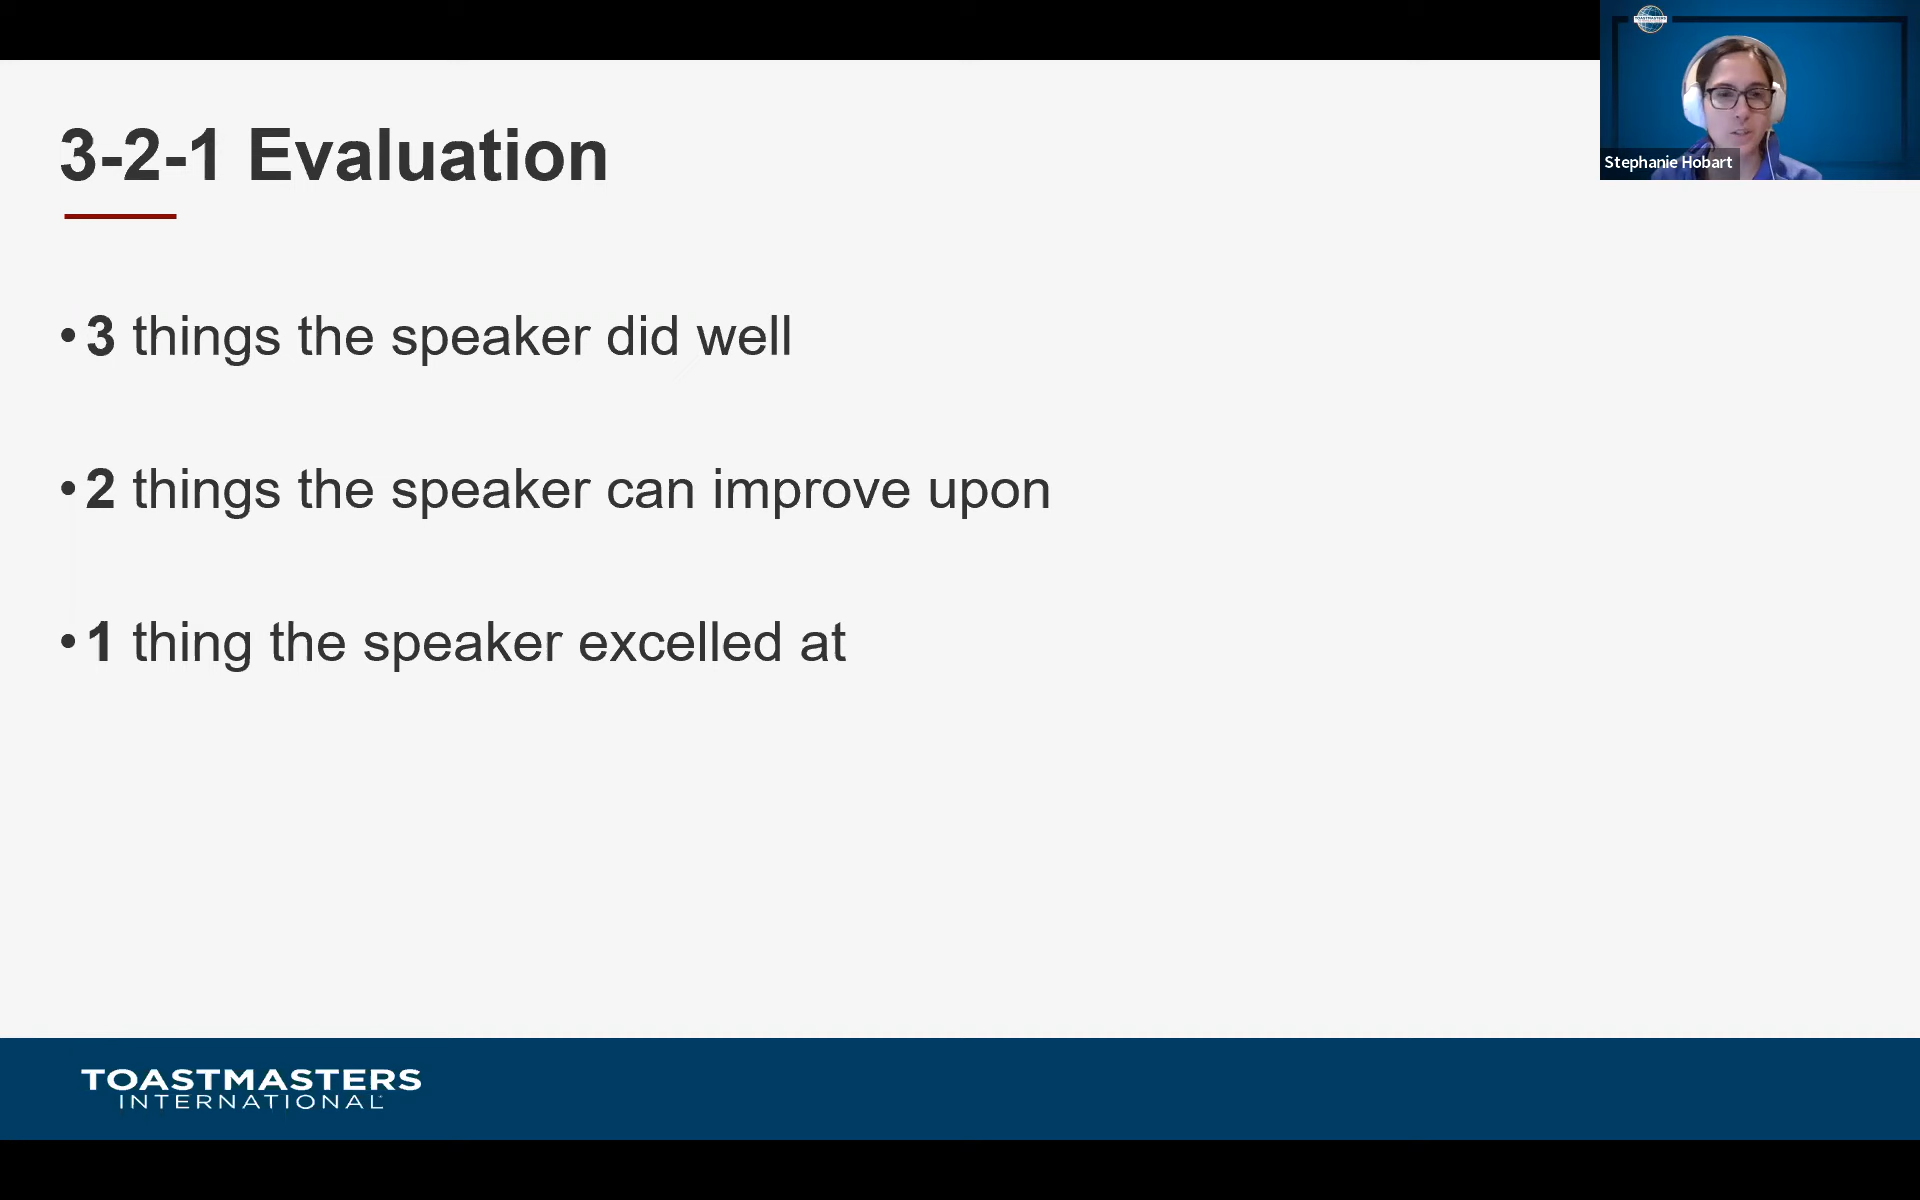 3-2-1 Evaluation
• 3 things the speaker did well
• 2 things the speaker can improve upon
• 1 thing the speaker excelled at
Stephanie Hobart
TOASTMASTERS
INTERNATIONAL